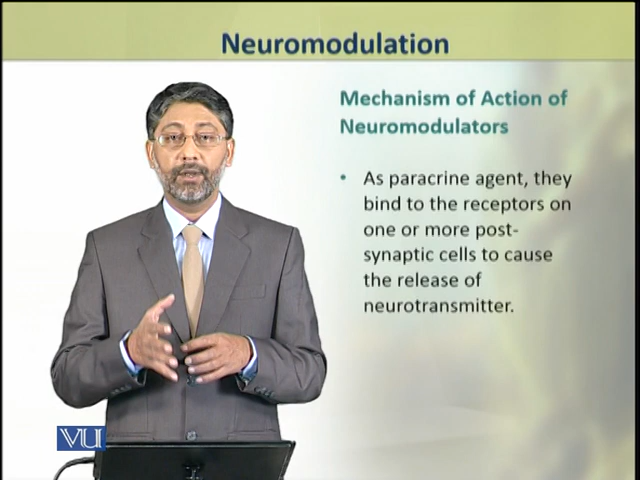 Neuromodulation
Mechanism of Action of
Neuromodulators
• As paracrine agent, they
bind to the receptors on
one or more post-
synaptic cells to cause
the release of
neurotransmitter.
VU